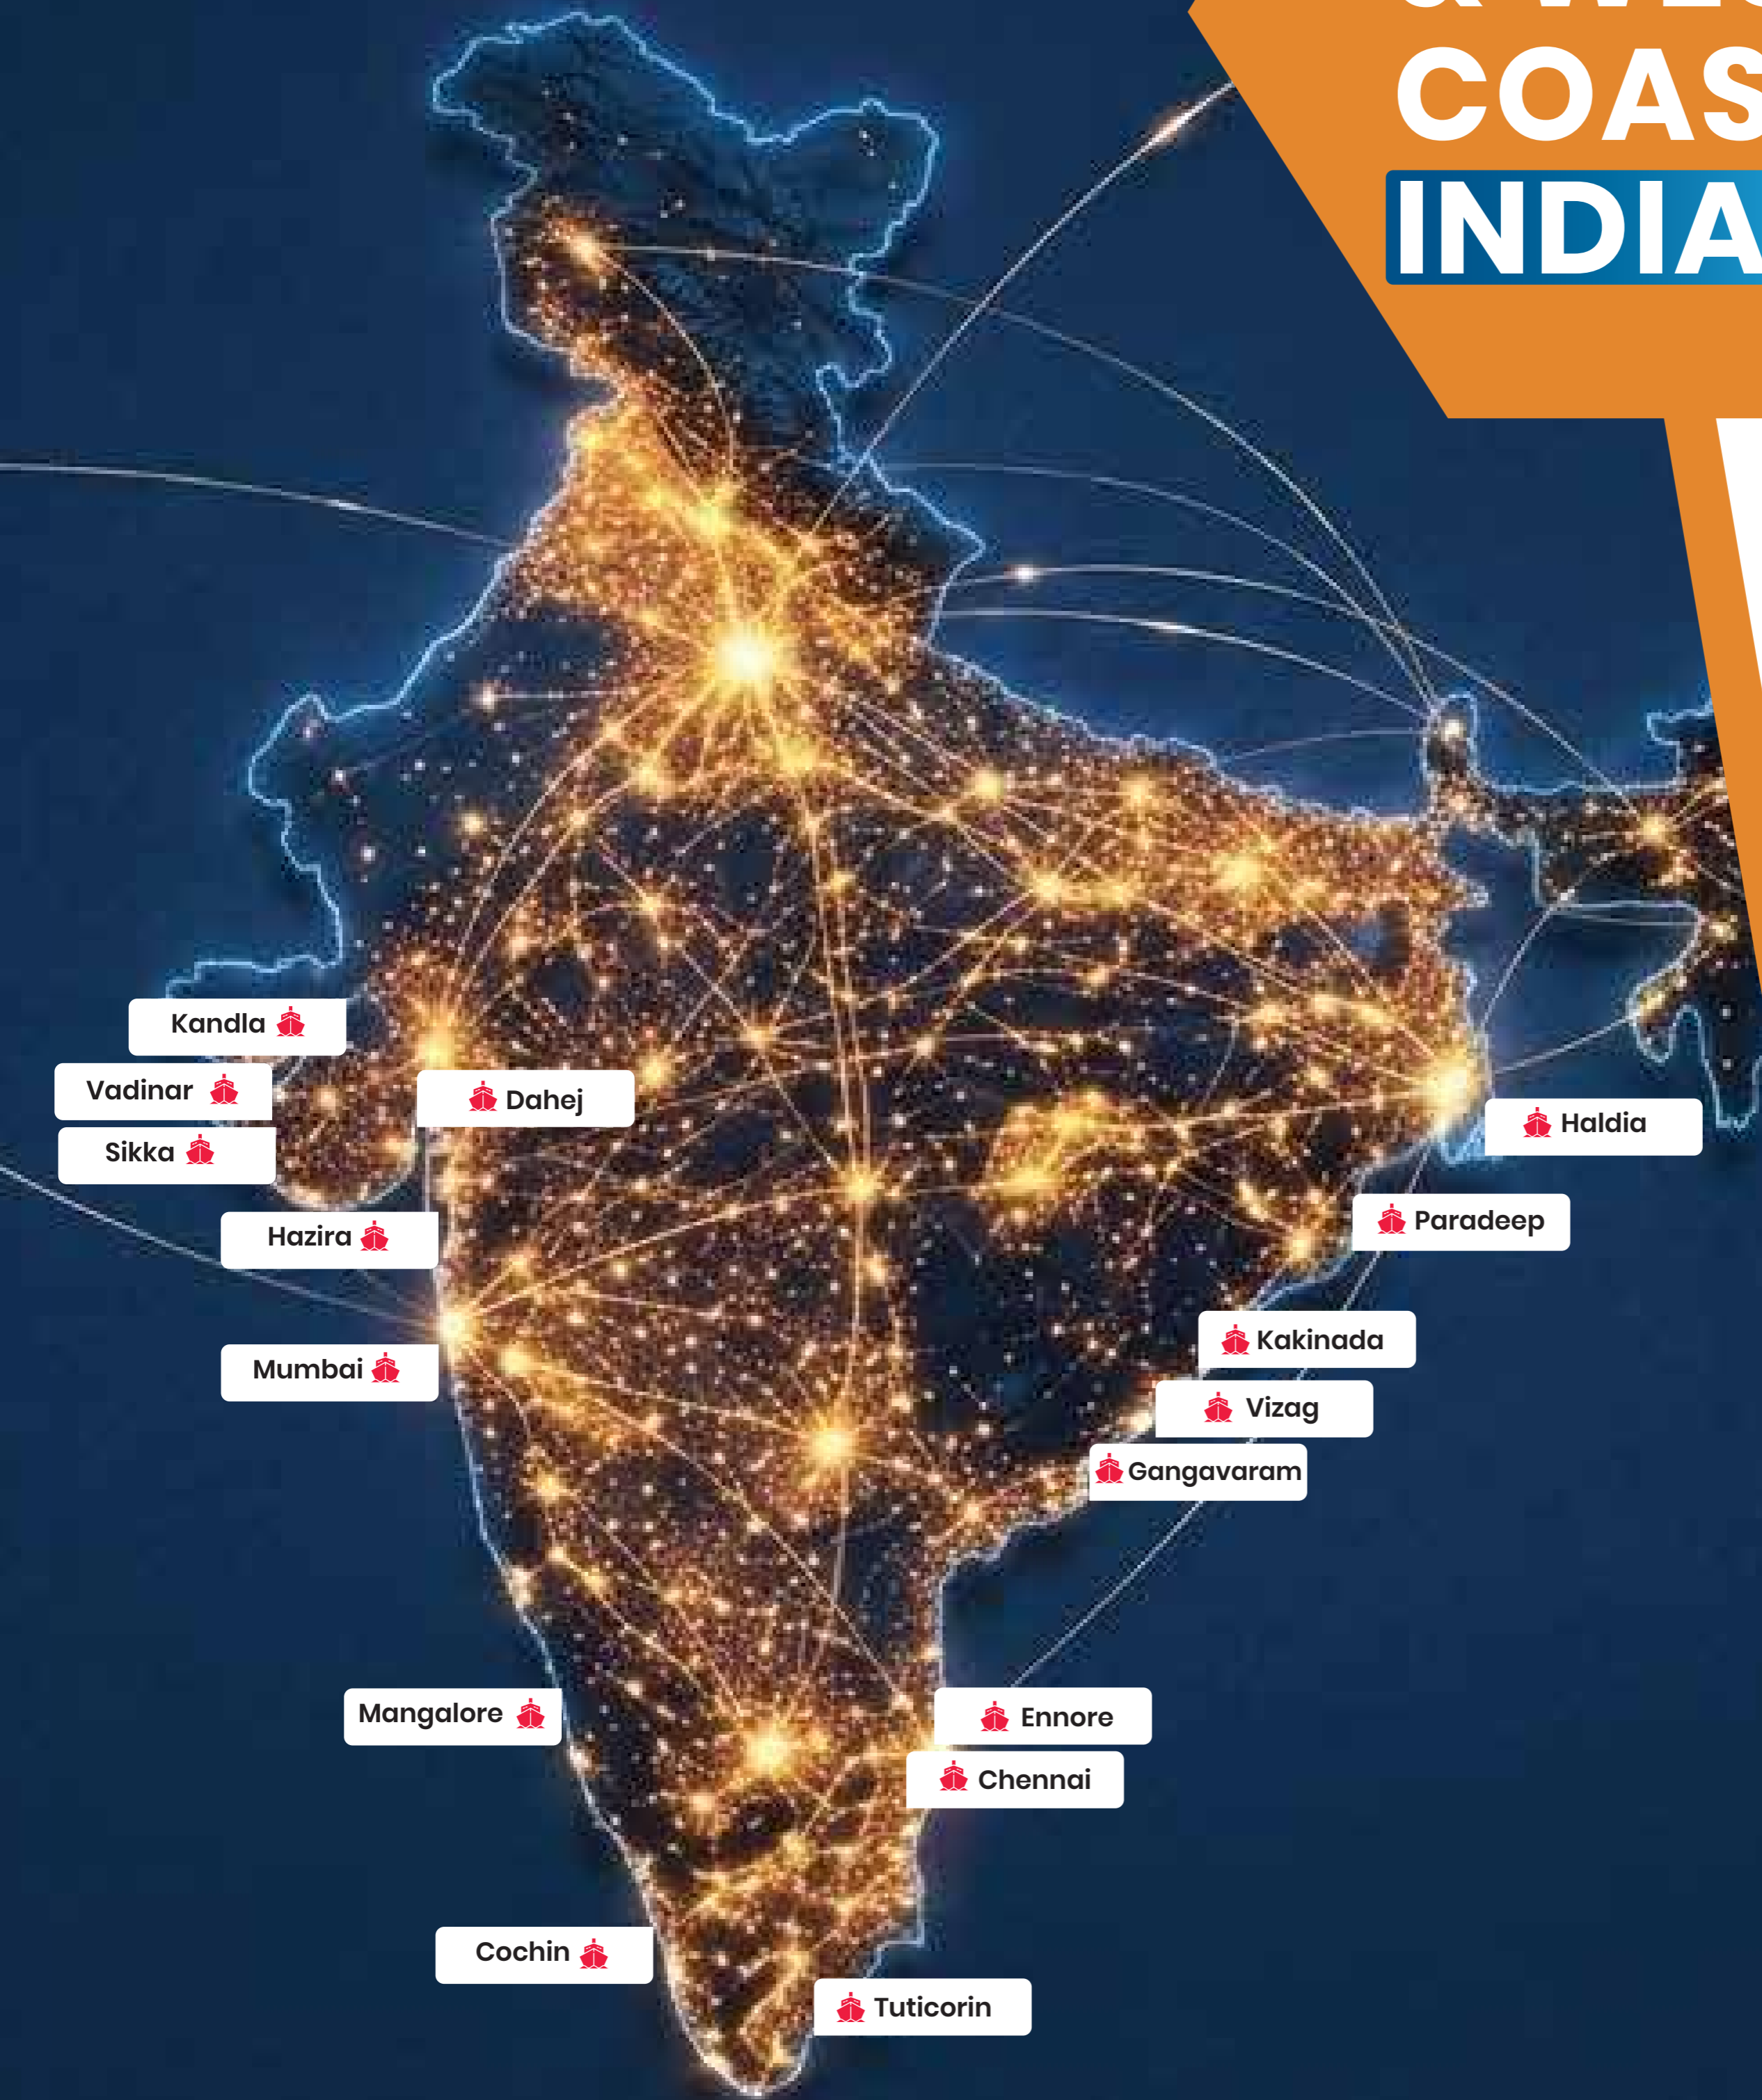 COAS
INDIA
Kandla
Vadinar
Dahej
Sikka
Haldia
Paradeep
Hazira
Kakinada
Mumbai
Vizag
Gangavaram
Mangalore
Ennore
Chennai
Cochin
Tuticorin